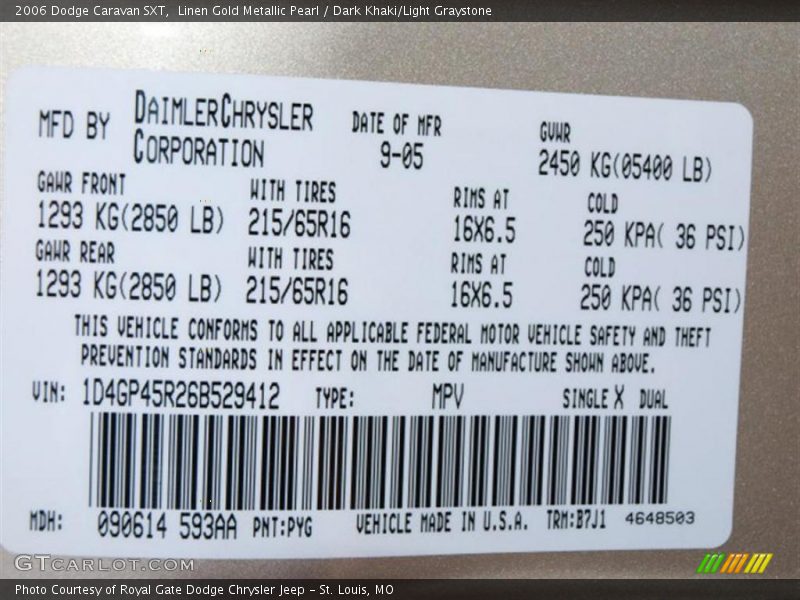 2006 Dodge Caravan SXT,  Linen Gold Metallic Pearl / Dark Khaki/Light Graystone
MFD BY DAIMLERCHRYSLER CORPORATION
DATE OF MFR 9-05
GVWR 2450 KG(05400 LB)
GAWR FRONT WITH TIRES RIMS AT COLD
1293 KG(2850 LB) 215/65R16 16X6.5 250 KPA( 36 PSI)
GAWR REAR WITH TIRES RIMS AT COLD
1293 KG(2850 LB) 215/65R16 16X6.5 250 KPA( 36 PSI)
THIS VEHICLE CONFORMS TO ALL APPLICABLE FEDERAL MOTOR VEHICLE SAFETY AND THEFT
PREVENTION STANDARDS IN EFFECT ON THE DATE OF MANUFACTURE SHOWN ABOVE.
VIN: 1D4GP45R26B529412 TYPE: MPV SINGLE X DUAL
MDH: 090614 593AA PNT:PYG VEHICLE MADE IN U.S.A. TRM:B7J1 4648503
GTCARLOT.COM
Photo Courtesy of Royal Gate Dodge Chrysler Jeep – St. Louis, MO